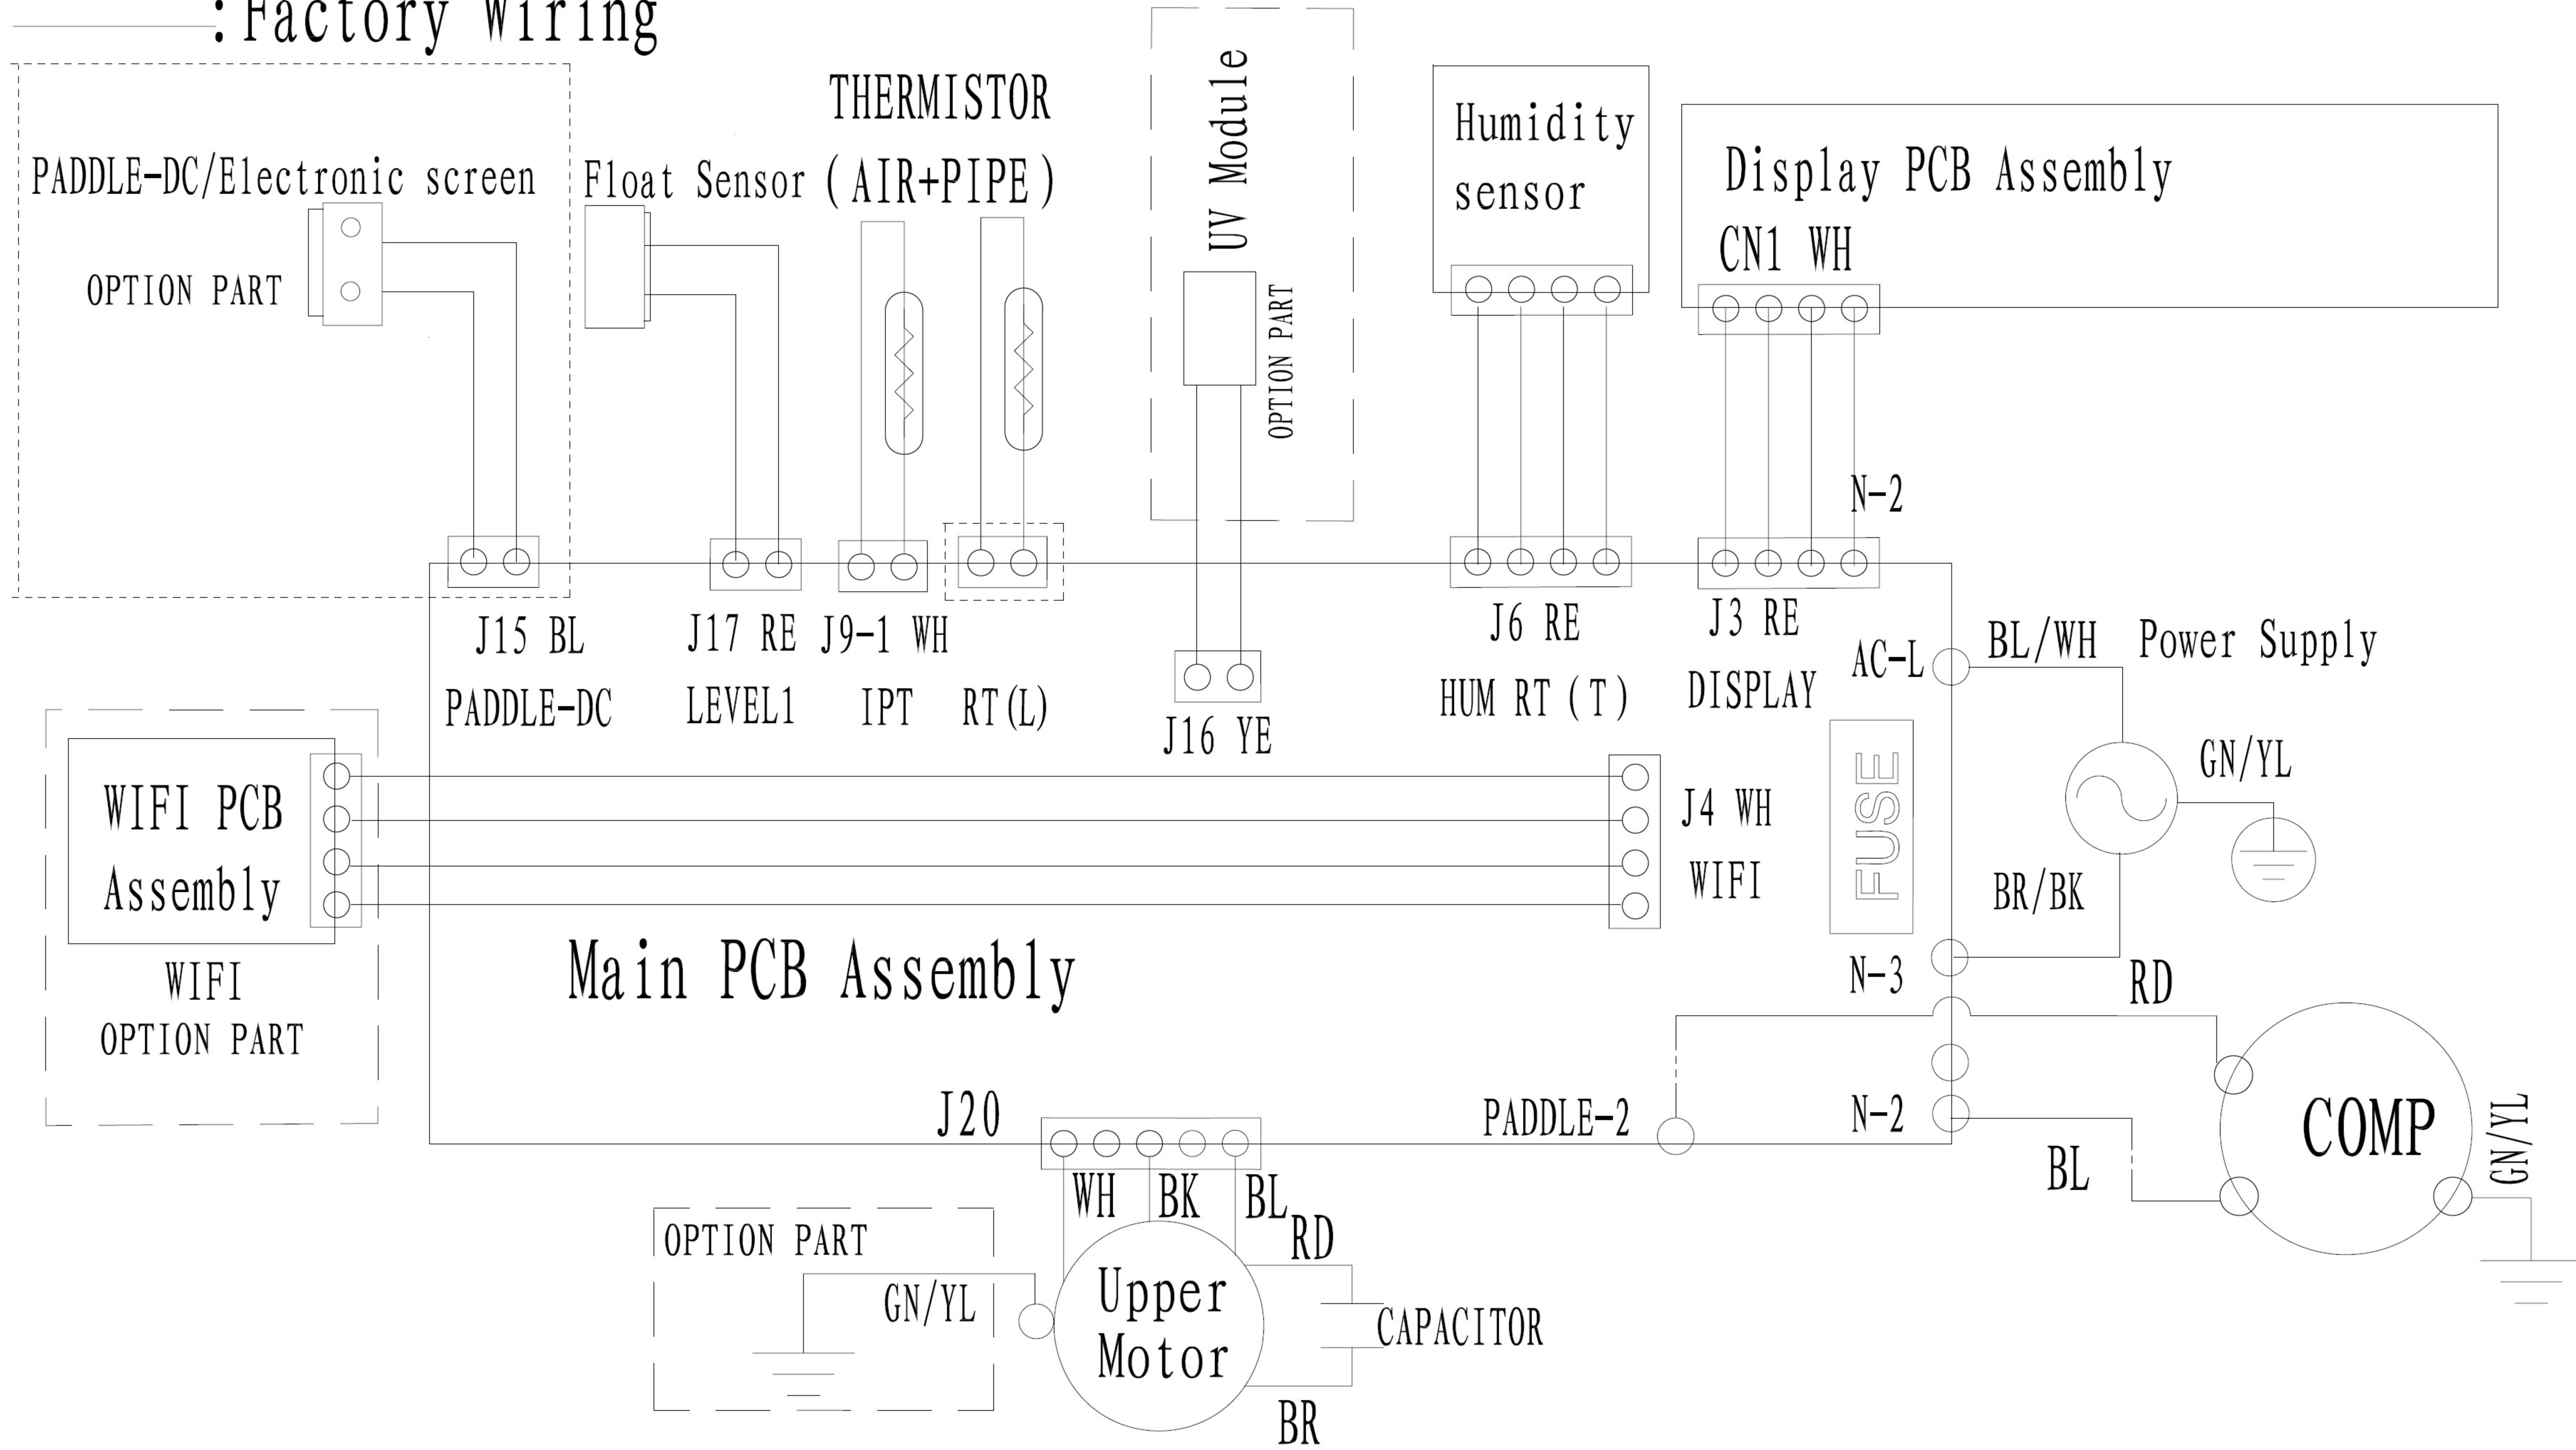 : Factory Wiring
THERMISTOR
(AIR+PIPE)
PADDLE-DC/Electronic screen
OPTION PART
Float Sensor
UV Module
OPTION PART
Humidity
sensor
Display PCB Assembly
CN1 WH
N-2
J15 BL
PADDLE-DC
J17 RE
LEVEL1
J9-1 WH
IPT
RT(L)
J16 YE
J6 RE
HUM RT(T)
J3 RE
DISPLAY
AC-L
BL/WH
Power Supply
GN/YL
BR/BK
FUSE
WIFI PCB
Assembly
WIFI
OPTION PART
J4 WH
WIFI
Main PCB Assembly
N-3
RD
J20
PADDLE-2
N-2
BL
COMP
GN/YL
WH
BK
BL
RD
OPTION PART
GN/YL
Upper
Motor
CAPACITOR
BR